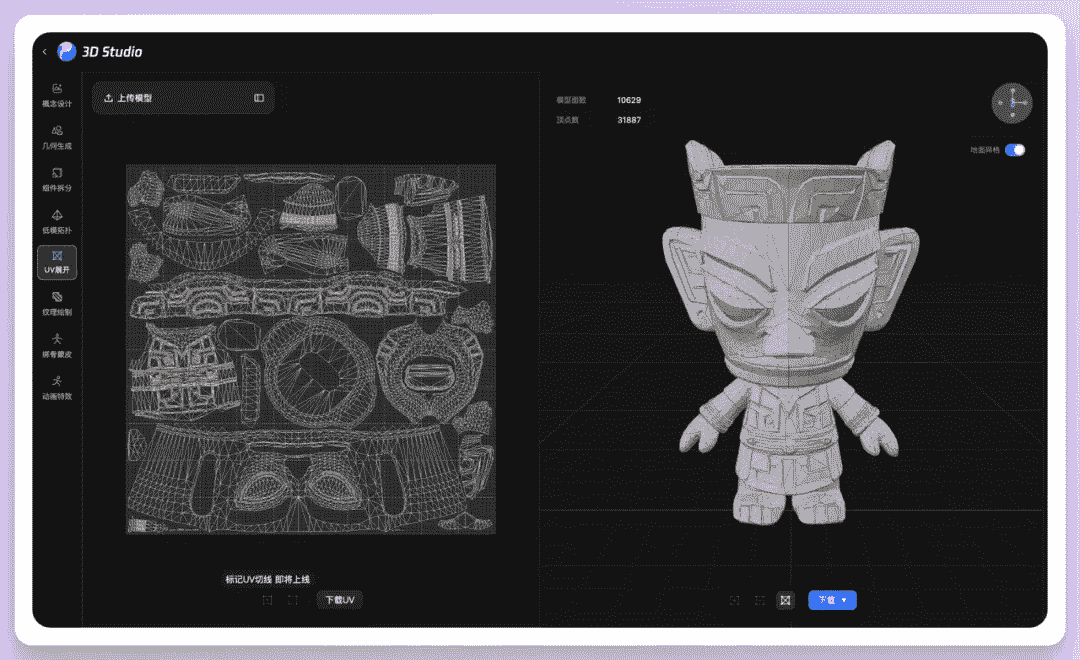 3D Studio
概念设计
几何生成
组件拆分
低模拓扑
UV展开
纹理绘制
绑骨蒙皮
动画特效
上传模型
标记UV切线 即将上线
下载UV
模型面数 10629
顶点数 31887
地面网格
下载